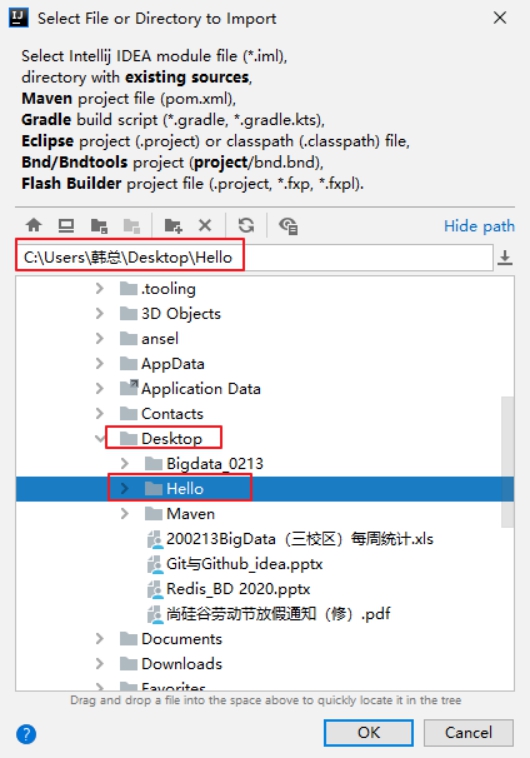 Select File or Directory to Import
Select Intellij IDEA module file (*.iml),
directory with existing sources,
Maven project file (pom.xml),
Gradle build script (*.gradle, *.gradle.kts),
Eclipse project (.project) or classpath (.classpath) file,
Bnd/Bndtools project (project/bnd.bnd),
Flash Builder project file (.project, *.fxp, *.fxpl).
Hide path
C:\Users\韩总\Desktop\Hello
.tooling
3D Objects
ansel
AppData
Application Data
Contacts
Desktop
Bigdata_0213
Hello
Maven
200213BigData（三校区）每周统计.xls
Git与Github_idea.pptx
Redis_BD 2020.pptx
尚硅谷劳动节放假通知（修）.pdf
Documents
Downloads
Favorites
Drag and drop a file into the space above to quickly locate it in the tree
? OK Cancel